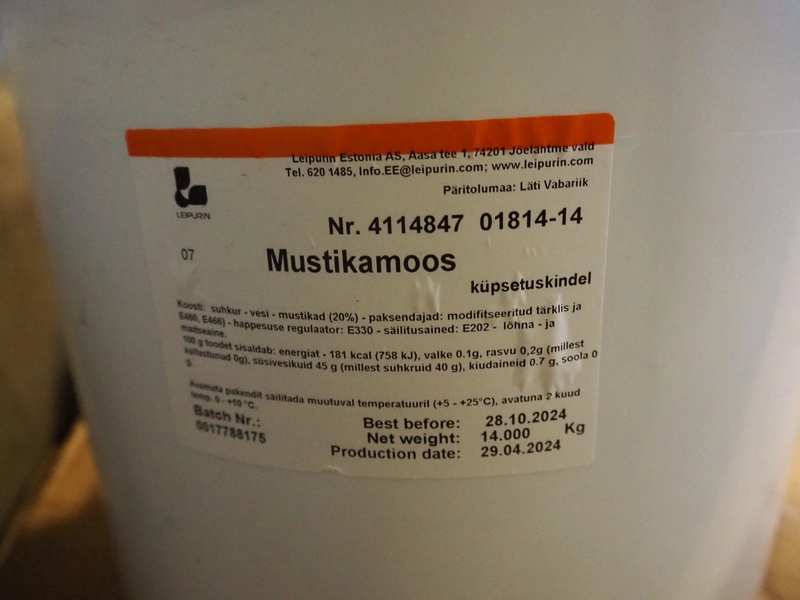 Leipurin Estonia AS, Aasa tee 1, 74201 Jõelähtme vald
Tel. 620 1485, Info.EE@leipurin.com; www.leipurin.com
Päritolumaa: Läti Vabariik
LEIPURIN
Nr. 4114847 01814-14
07
Mustikamoos
küpsetuskindel
Koosti: suhkur - vesi - mustikad (20%) - paksendajad: modifitseeritud tärklis ja
E460, E466) - happesuse regulaator: E330 - säilitusained: E202 - lõhna - ja
maitseaine.
100 g toodet sisaldab: energiat - 181 kcal (758 kJ), valke 0.1g, rasvu 0,2g (millest
küllastunud 0g), süsivesikuid 45 g (millest suhkruid 40 g), kiudaineid 0.7 g, soola 0
g.
Avamata pakendit säilitada muutuval temperatuuril (+5 - +25°C), avatuna 2 kuud
temp. 0 - +10 °C.
Batch Nr.:
0017788175
Best before: 28.10.2024
Net weight: 14.000 Kg
Production date: 29.04.2024